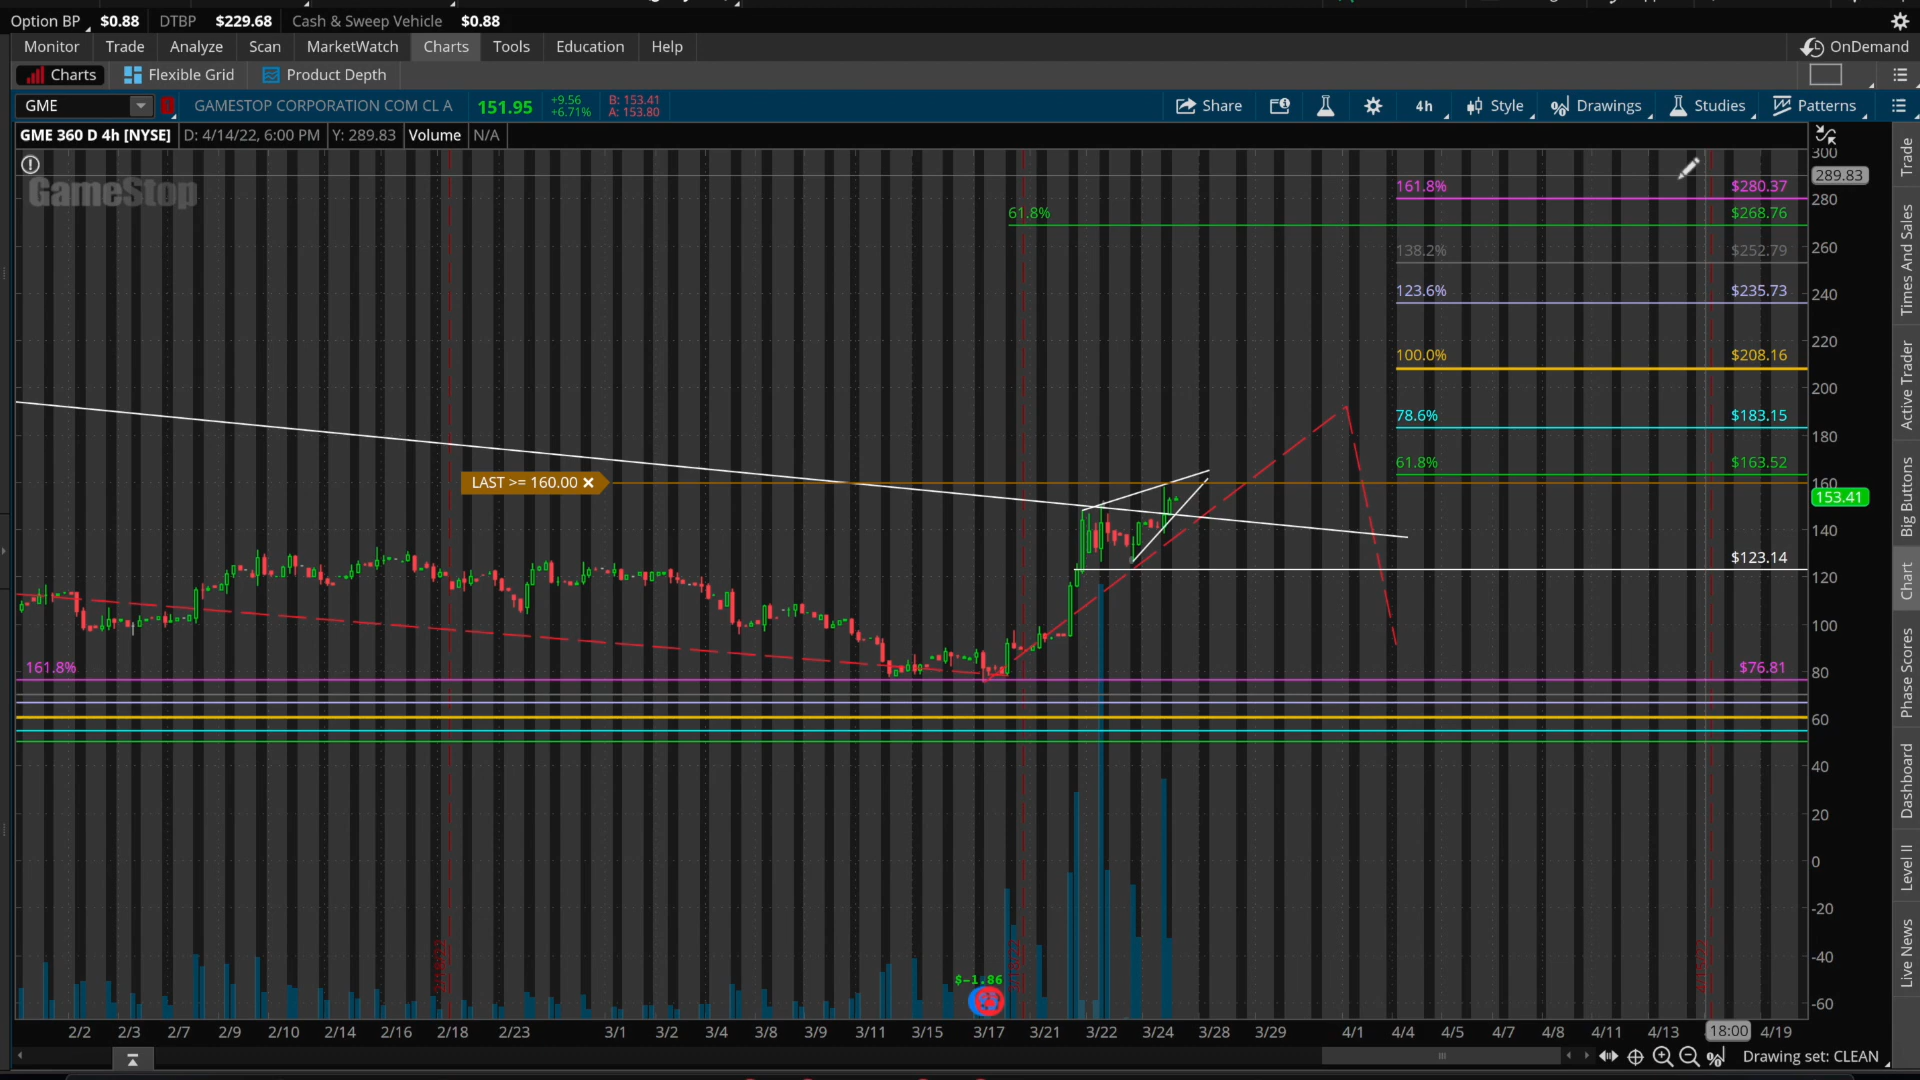 Option BP $0.88 DTBP $229.68 Cash & Sweep Vehicle $0.88
Monitor Trade Analyze Scan MarketWatch Charts Tools Education Help OnDemand
Charts Flexible Grid Product Depth
GME GAMESTOP CORPORATION COM CL A 151.95 +9.56 +6.71% B: 153.41 A: 153.80 Share 4h Style Drawings Studies Patterns
GME 360 D 4h [NYSE] D: 4/14/22, 6:00 PM Y: 289.83 Volume N/A
GameStop
300
289.83
161.8% $280.37
280
61.8% $268.76
138.2% $252.79
260
123.6% $235.73
240
220
100.0% $208.16
200
78.6% $183.15
180
61.8% $163.52
LAST >= 160.00
160
153.41
140
$123.14
120
100
161.8% $76.81
80
60
40
20
0
-20
-40
$-1.86
-60
2/2 2/3 2/7 2/9 2/10 2/14 2/16 2/18 2/23 3/1 3/2 3/4 3/8 3/9 3/11 3/15 3/17 3/21 3/22 3/24 3/28 3/29 4/1 4/4 4/5 4/7 4/8 4/11 4/13 18:00 4/19
Drawing set: CLEAN
Trade
Times And Sales
Active Trader
Big Buttons
Chart
Phase Scores
Dashboard
Level II
Live News